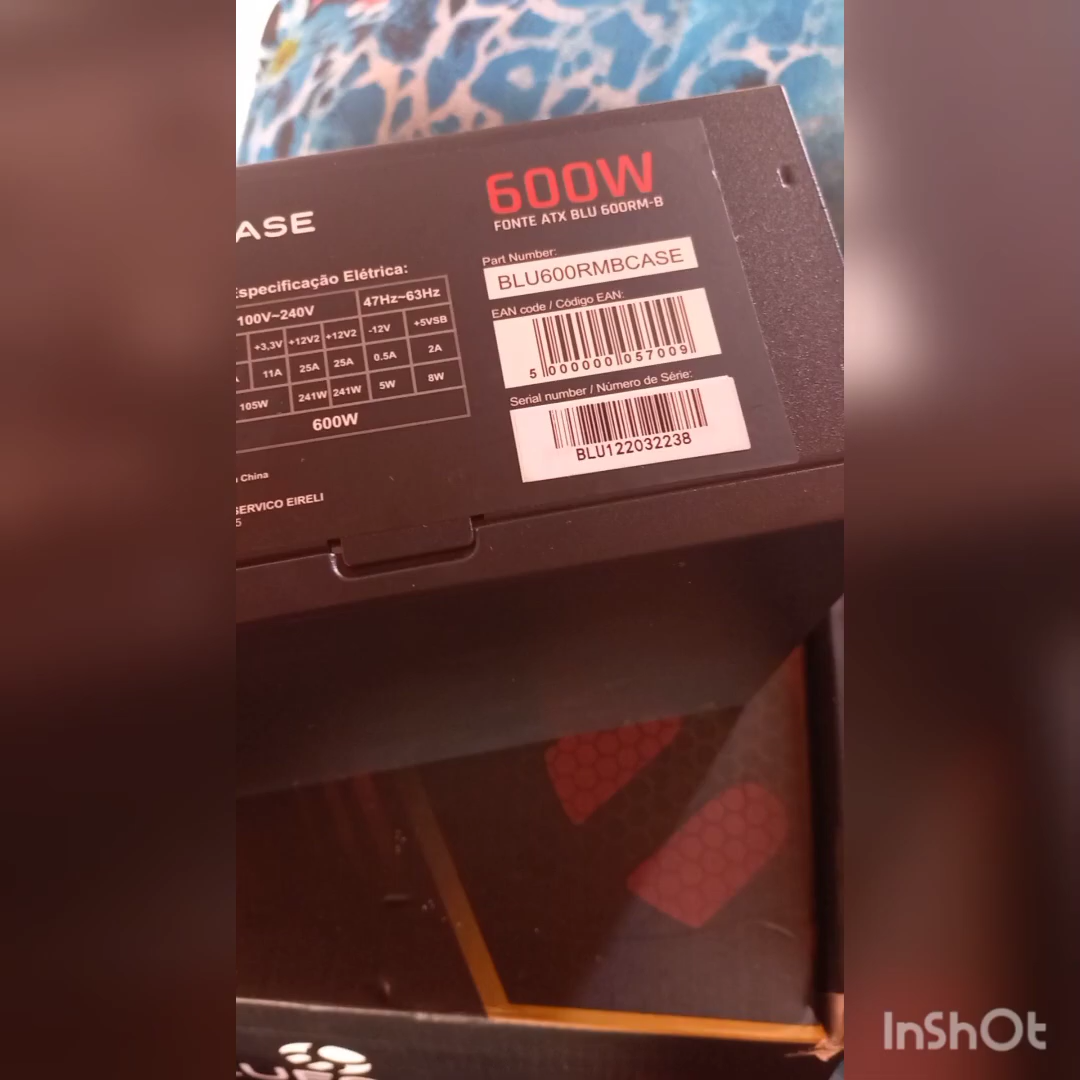 600W
FONTE ATX BLU 600RM-B
ASE
Part Number:
BLU600RMBCASE
Especificação Elétrica:
100V~240V 47Hz~63Hz
+3,3V +12V2 +12V2 -12V +5VSB
11A 25A 25A 0.5A 2A
105W 241W 241W 5W 8W
600W
EAN code / Código EAN:
5 000000 057009
Serial number / Número de Série:
BLU122032238
China
SERVICO EIRELI
5
InShOt